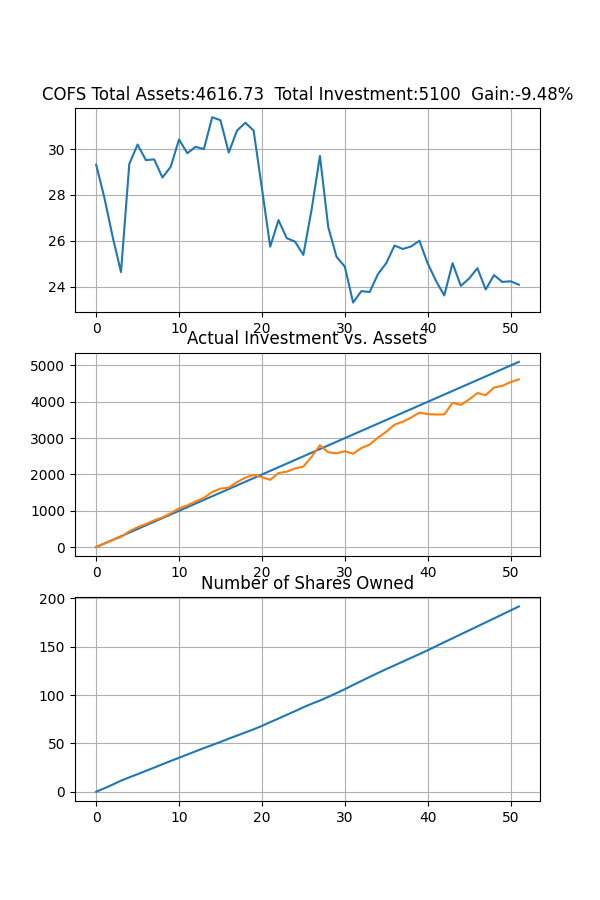 COFS Total Assets:4616.73  Total Investment:5100  Gain:-9.48%
30
28
26
24
0 10 20 30 40 50
Actual Investment vs. Assets
5000
4000
3000
2000
1000
0
0 10 20 30 40 50
Number of Shares Owned
200
150
100
50
0
0 10 20 30 40 50